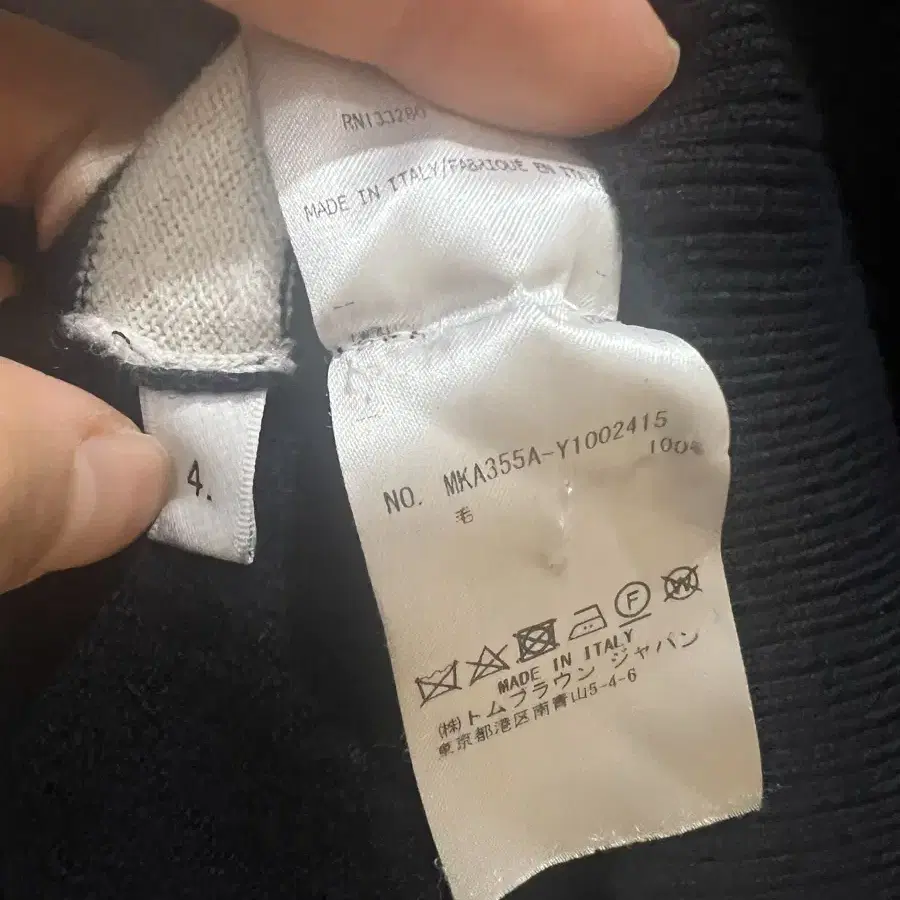 RN133280
MADE IN ITALY/FABRIQUÉ EN ITALIE
4.
NO. MKA355A-Y1002415
毛 100%
F W
MADE IN ITALY
(株)トムブラウン ジャパン
東京都港区南青山5-4-6